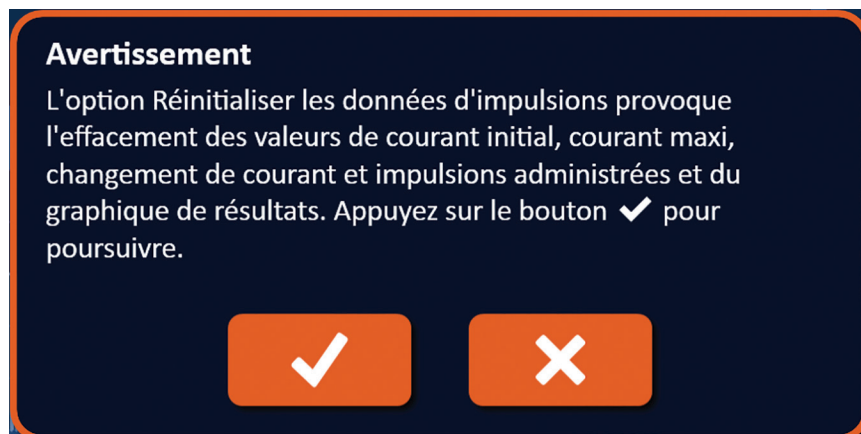 Avertissement
L'option Réinitialiser les données d'impulsions provoque
l'effacement des valeurs de courant initial, courant maxi,
changement de courant et impulsions administrées et du
graphique de résultats. Appuyez sur le bouton ✔ pour
poursuivre.